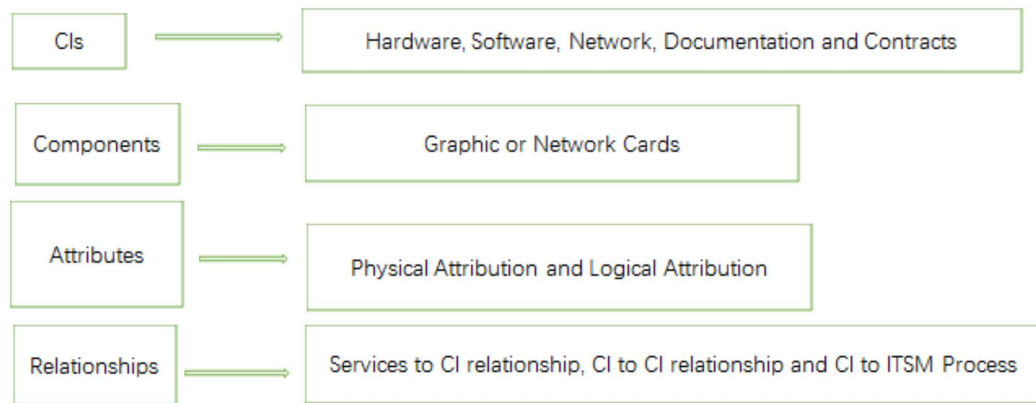 CIs
Hardware, Software, Network, Documentation and Contracts
Components
Graphic or Network Cards
Attributes
Physical Attribution and Logical Attribution
Relationships
Services to CI relationship, CI to CI relationship and CI to ITSM Process